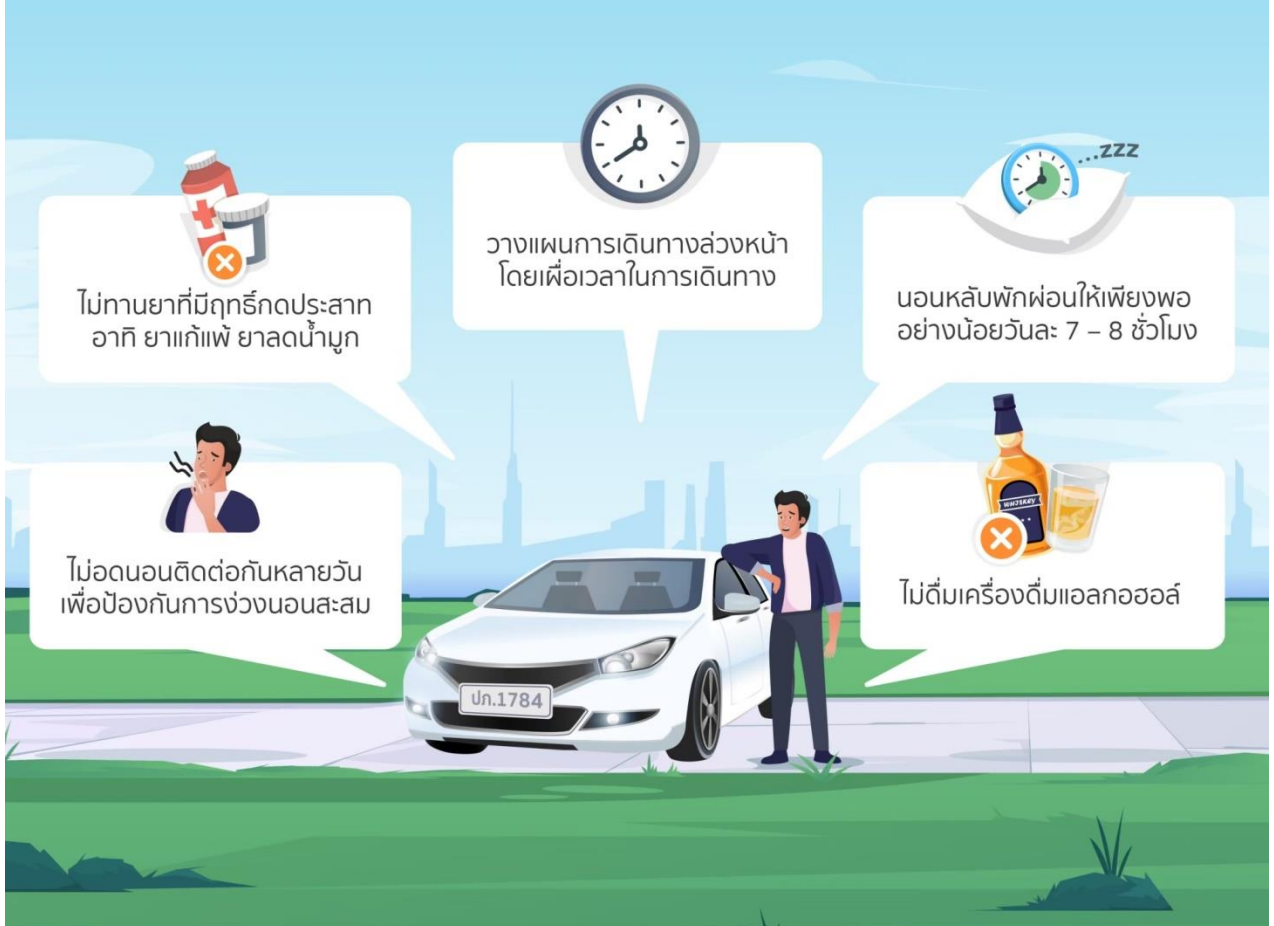 ...zzz
ไม่ทานยาที่มีฤทธิ์กดประสาท
อาทิ ยาแก้แพ้ ยาลดน้ำมูก
วางแผนการเดินทางล่วงหน้า
โดยเผื่อเวลาในการเดินทาง
นอนหลับพักผ่อนให้เพียงพอ
อย่างน้อยวันละ 7 – 8 ชั่วโมง
ไม่อดนอนติดต่อกันหลายวัน
เพื่อป้องกันการง่วงนอนสะสม
WHISKEY
ไม่ดื่มเครื่องดื่มแอลกอฮอล์
ปภ.1784